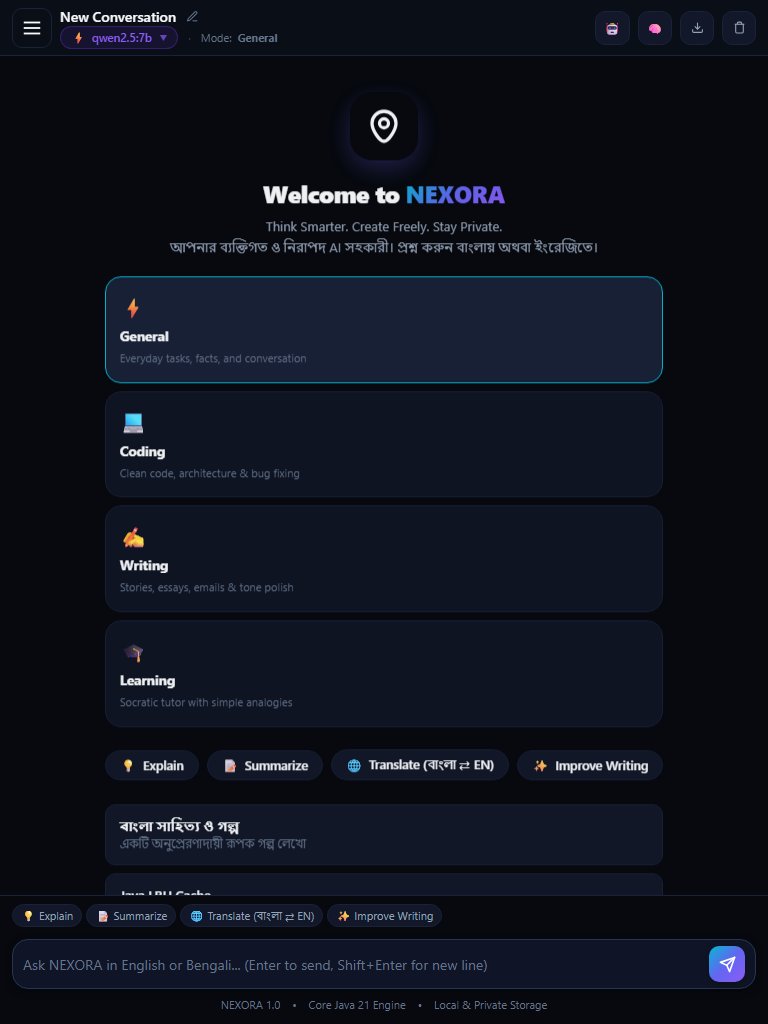 New Conversation
qwen2.5:7b ▼ · Mode: General
Welcome to NEXORA
Think Smarter. Create Freely. Stay Private.
আপনার ব্যক্তিগত ও নিরাপদ AI সহকারী। প্রশ্ন করুন বাংলায় অথবা ইংরেজিতে।
General
Everyday tasks, facts, and conversation
Coding
Clean code, architecture & bug fixing
Writing
Stories, essays, emails & tone polish
Learning
Socratic tutor with simple analogies
Explain Summarize Translate (বাংলা ⇄ EN) Improve Writing
বাংলা সাহিত্য ও গল্প
একটি অনুপ্রেরণাদায়ী রূপক গল্প লেখো
Java LRU Cache
Explain Summarize Translate (বাংলা ⇄ EN) Improve Writing
Ask NEXORA in English or Bengali... (Enter to send, Shift+Enter for new line)
NEXORA 1.0 • Core Java 21 Engine • Local & Private Storage